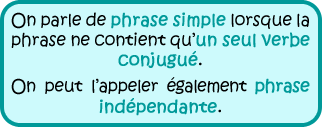 On parle de phrase simple lorsque la
phrase ne contient qu'un seul verbe
conjugué.
On peut l'appeler également phrase
indépendante.